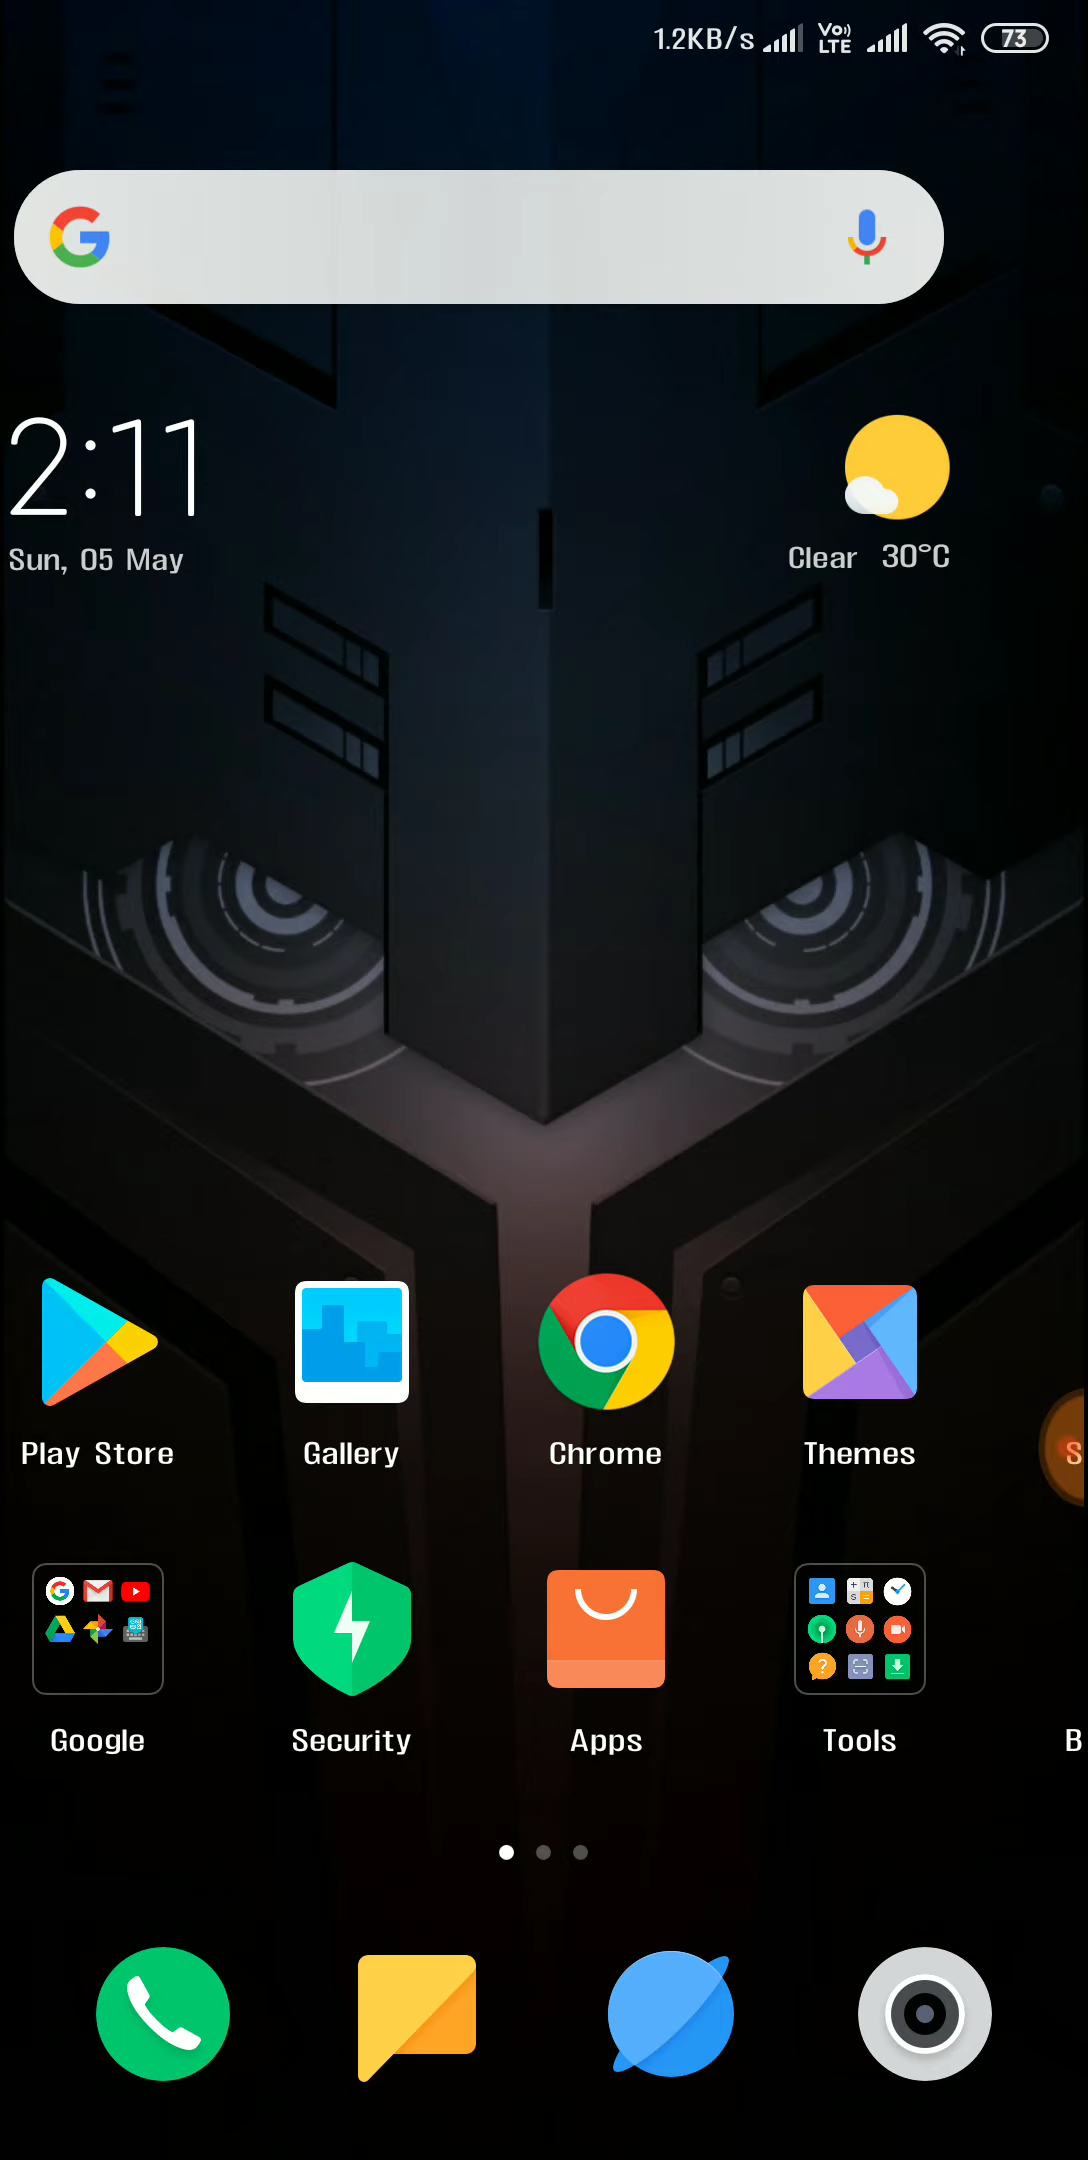 1.2KB/s Vo LTE 73
2:11
Sun, 05 May
Clear 30°C
Play Store Gallery Chrome Themes S
Google Security Apps Tools B